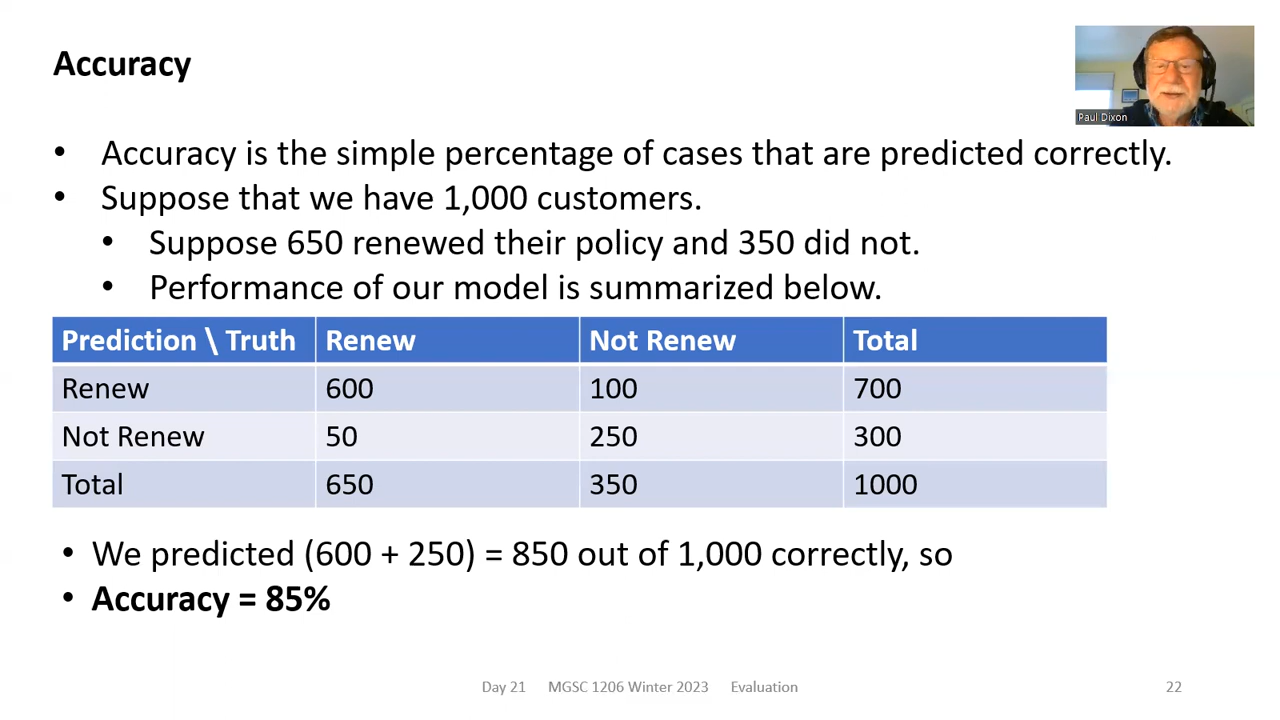 Accuracy
Paul Dixon
• Accuracy is the simple percentage of cases that are predicted correctly.
• Suppose that we have 1,000 customers.
• Suppose 650 renewed their policy and 350 did not.
• Performance of our model is summarized below.
Prediction \ Truth Renew Not Renew Total
Renew 600 100 700
Not Renew 50 250 300
Total 650 350 1000
• We predicted (600 + 250) = 850 out of 1,000 correctly, so
• Accuracy = 85%
Day 21 MGSC 1206 Winter 2023 Evaluation 22